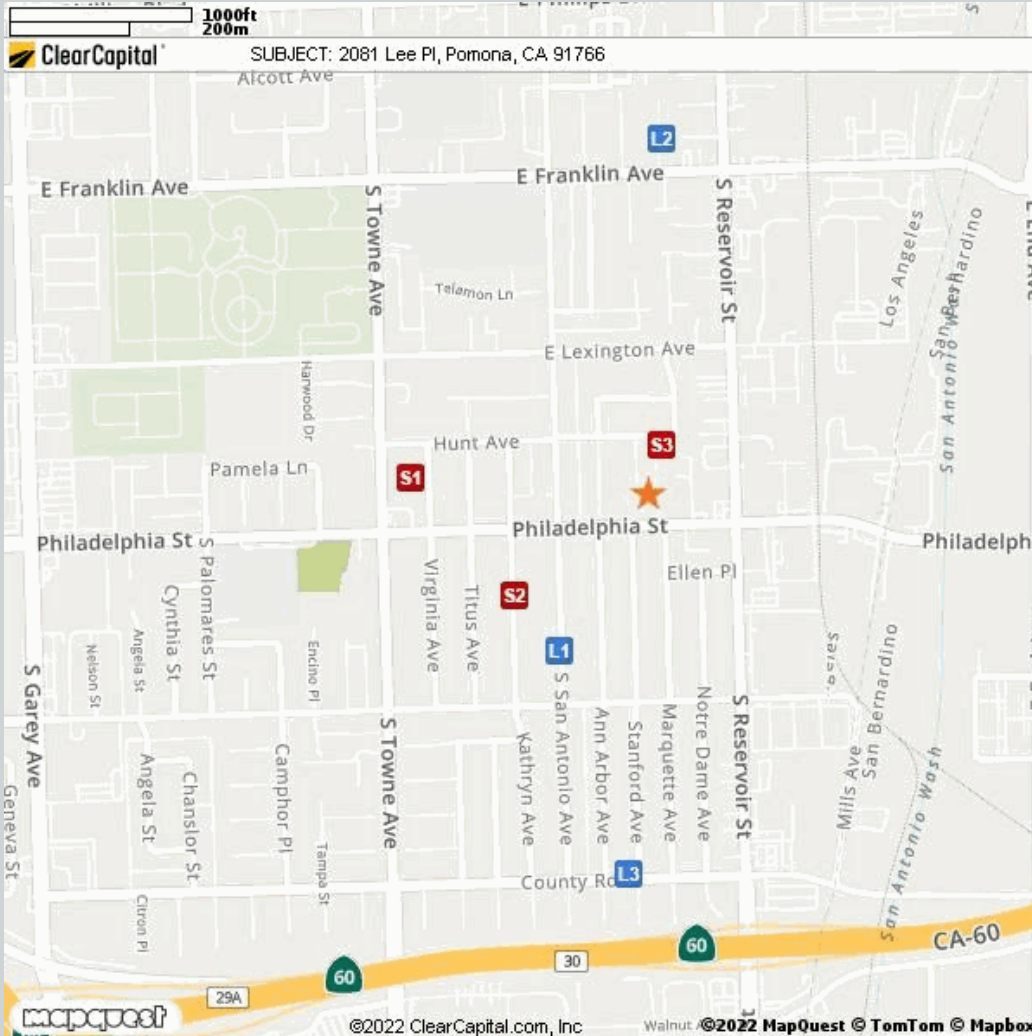 1000ft
200m
ClearCapital
SUBJECT: 2081 Lee Pl, Pomona, CA 91766
Alcott Ave
L2
E Franklin Ave
E Franklin Ave
S Towne Ave
S Reservoir St
Los Angeles
San Bernardino
San Antonio Wash
Telamon Ln
E Lexington Ave
Harwood Dr
Hunt Ave
S3
Pamela Ln
S1
Philadelphia St
Philadelphia St
Philadelph
Ellen Pl
S2
S Palomares St
Cynthia St
Angela St
Nelson St
Virginia Ave
Titus Ave
Encino Pl
L1
S Garey Ave
S Towne Ave
S San Antonio Ave
Kathryn Ave
Ann Arbor Ave
Stanford Ave
Marquette Ave
Notre Dame Ave
S Reservoir St
Mills Ave
San Bernardino
San Antonio Wash
Geneva St
Angela St
Chanslor St
Camphor Pl
Tampa St
Citron Pl
County Rd
L3
CA-60
60
60
30
29A
mapquest
©2022 ClearCapital.com, Inc
Walnut
©2022 MapQuest © TomTom © Mapbox